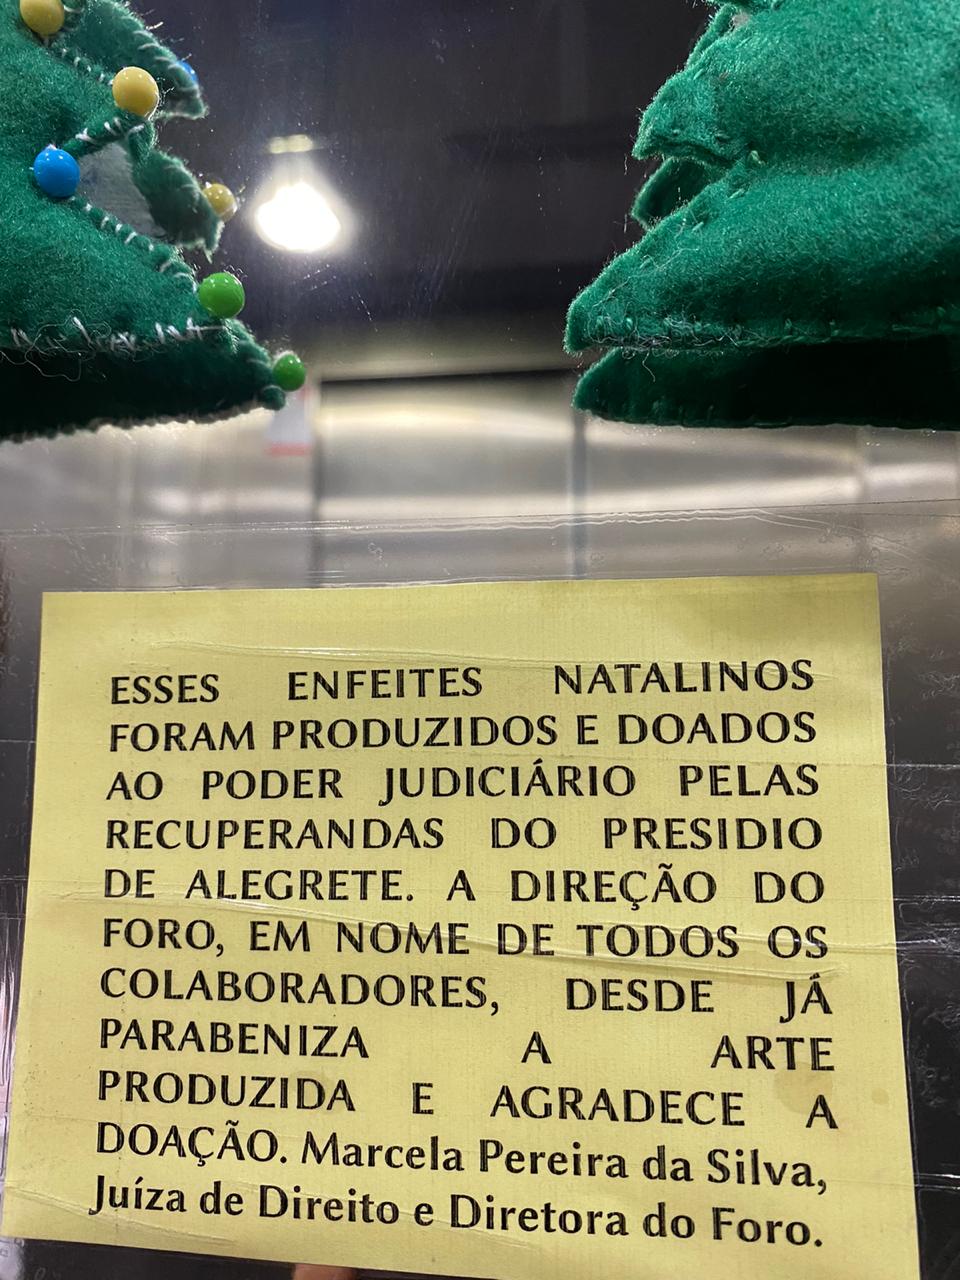 ESSES ENFEITES NATALINOS
FORAM PRODUZIDOS E DOADOS
AO PODER JUDICIÁRIO PELAS
RECUPERANDAS DO PRESIDIO
DE ALEGRETE. A DIREÇÃO DO
FORO, EM NOME DE TODOS OS
COLABORADORES, DESDE JÁ
PARABENIZA A ARTE
PRODUZIDA E AGRADECE A
DOAÇÃO. Marcela Pereira da Silva,
Juíza de Direito e Diretora do Foro.